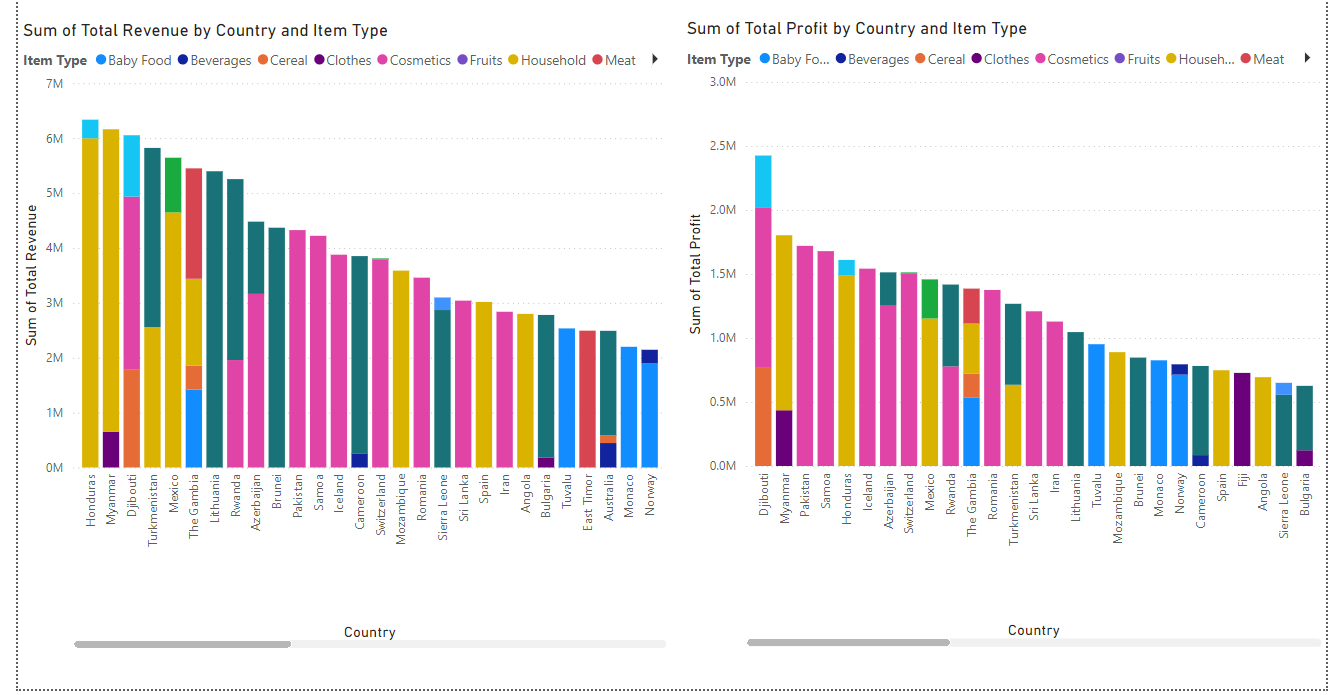 Sum of Total Revenue by Country and Item Type
Item Type Baby Food Beverages Cereal Clothes Cosmetics Fruits Household Meat
7M
6M
5M
4M
3M
2M
1M
0M
Sum of Total Revenue
Honduras
Myanmar
Djibouti
Turkmenistan
Mexico
The Gambia
Lithuania
Rwanda
Azerbaijan
Brunei
Pakistan
Samoa
Iceland
Cameroon
Switzerland
Mozambique
Romania
Sierra Leone
Sri Lanka
Spain
Iran
Angola
Bulgaria
Tuvalu
East Timor
Australia
Monaco
Norway
Country
Sum of Total Profit by Country and Item Type
Item Type Baby Fo... Beverages Cereal Clothes Cosmetics Fruits Househ... Meat
3.0M
2.5M
2.0M
1.5M
1.0M
0.5M
0.0M
Sum of Total Profit
Djibouti
Myanmar
Pakistan
Samoa
Honduras
Iceland
Azerbaijan
Switzerland
Mexico
Rwanda
The Gambia
Romania
Turkmenistan
Sri Lanka
Iran
Lithuania
Tuvalu
Mozambique
Brunei
Monaco
Norway
Cameroon
Spain
Fiji
Angola
Sierra Leone
Bulgaria
Country